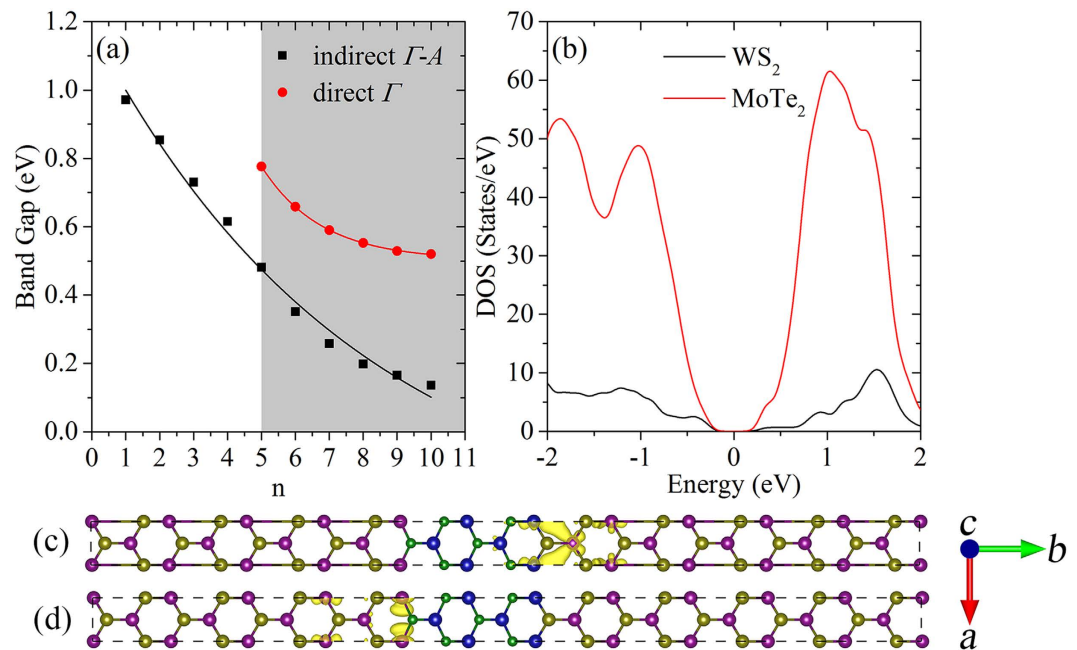 (a)
indirect Γ-A
direct Γ
Band Gap (eV)
1.2
1.0
0.8
0.6
0.4
0.2
0.0
0 1 2 3 4 5 6 7 8 9 10 11
n
(b)
WS2
MoTe2
DOS (States/eV)
70
60
50
40
30
20
10
0
-2 -1 0 1 2
Energy (eV)
(c)
(d)
c
b
a